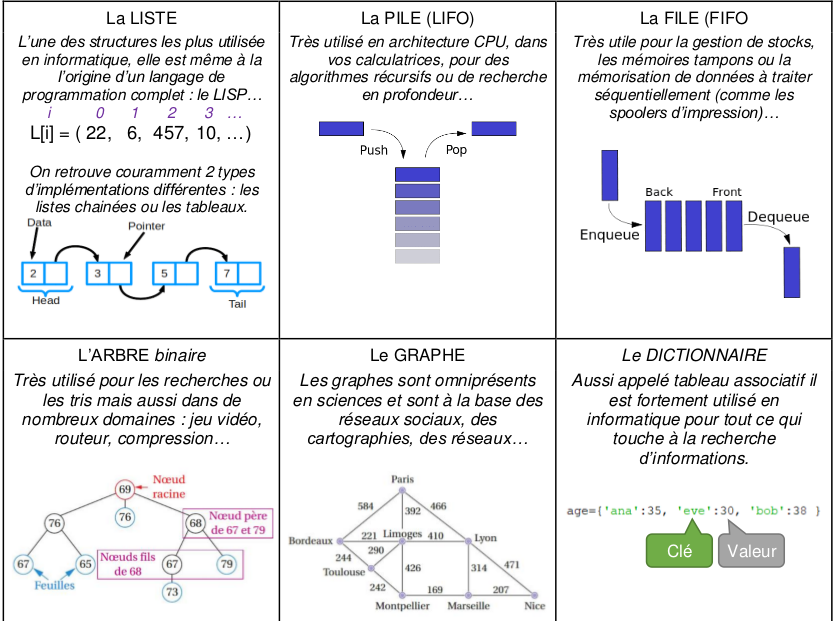 La LISTE
L'une des structures les plus utilisée
en informatique, elle est même à la
l'origine d'un langage de
programmation complet : le LISP…
i 0 1 2 3 …
L[i] = ( 22, 6, 457, 10, …)
On retrouve couramment 2 types
d'implémentations différentes : les
listes chainées ou les tableaux.
Data
Pointer
2 3 5 7
Head
Tail
La PILE (LIFO)
Très utilisé en architecture CPU, dans
vos calculatrices, pour des
algorithmes récursifs ou de recherche
en profondeur…
Push
Pop
La FILE (FIFO
Très utile pour la gestion de stocks,
les mémoires tampons ou la
mémorisation de données à traiter
séquentiellement (comme les
spoolers d'impression)…
Back Front
Enqueue
Dequeue
L'ARBRE binaire
Très utilisé pour les recherches ou
les tris mais aussi dans de
nombreux domaines : jeu vidéo,
routeur, compression…
69
Nœud
racine
76 76 68
Nœud père
de 67 et 79
67 65
Nœuds fils
de 68
67 79
Feuilles
73
Le GRAPHE
Les graphes sont omniprésents
en sciences et sont à la base des
réseaux sociaux, des
cartographies, des réseaux…
Paris
584 392 466
221 Limoges 410
Bordeaux
Lyon
244 290
Toulouse
426 314 471
242
169 207
Montpellier Marseille Nice
Le DICTIONNAIRE
Aussi appelé tableau associatif il
est fortement utilisé en
informatique pour tout ce qui
touche à la recherche
d'informations.
age={'ana':35, 'eve':30, 'bob':38 }
Clé
Valeur